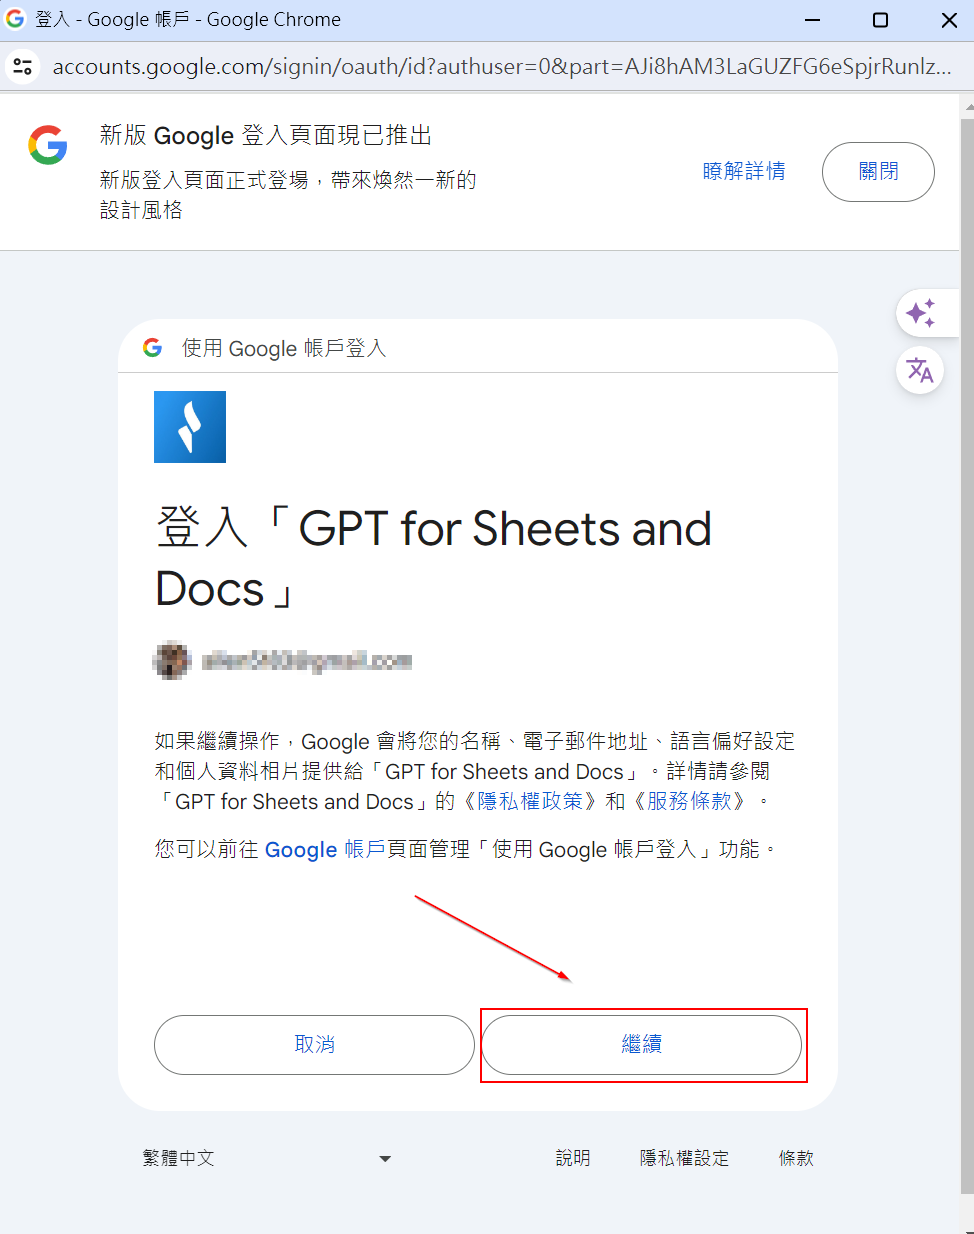 登入 - Google 帳戶 - Google Chrome
accounts.google.com/signin/oauth/id?authuser=0&part=AJi8hAM3LaGUZFG6eSpjrRunlz...
新版 Google 登入頁面現已推出
新版登入頁面正式登場，帶來煥然一新的
設計風格
瞭解詳情
關閉
使用 Google 帳戶登入
登入「GPT for Sheets and
Docs」
如果繼續操作，Google 會將您的名稱、電子郵件地址、語言偏好設定
和個人資料相片提供給「GPT for Sheets and Docs」。詳情請參閱
「GPT for Sheets and Docs」的《隱私權政策》和《服務條款》。
您可以前往 Google 帳戶頁面管理「使用 Google 帳戶登入」功能。
取消
繼續
繁體中文
說明
隱私權設定
條款